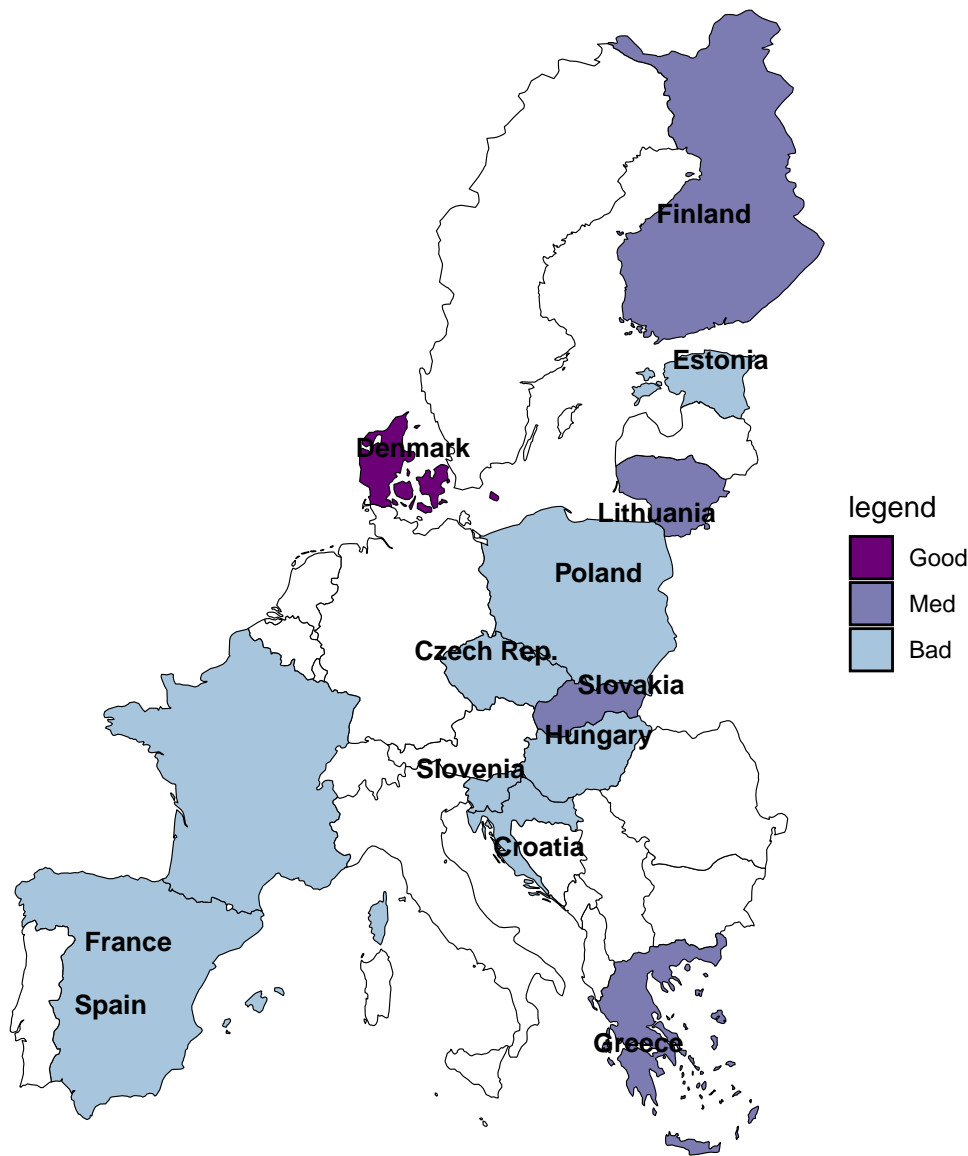 Finland
Estonia
Denmark
Lithuania
Poland
Czech Rep.
Slovakia
Hungary
Slovenia
Croatia
France
Spain
Greece
legend
Good
Med
Bad